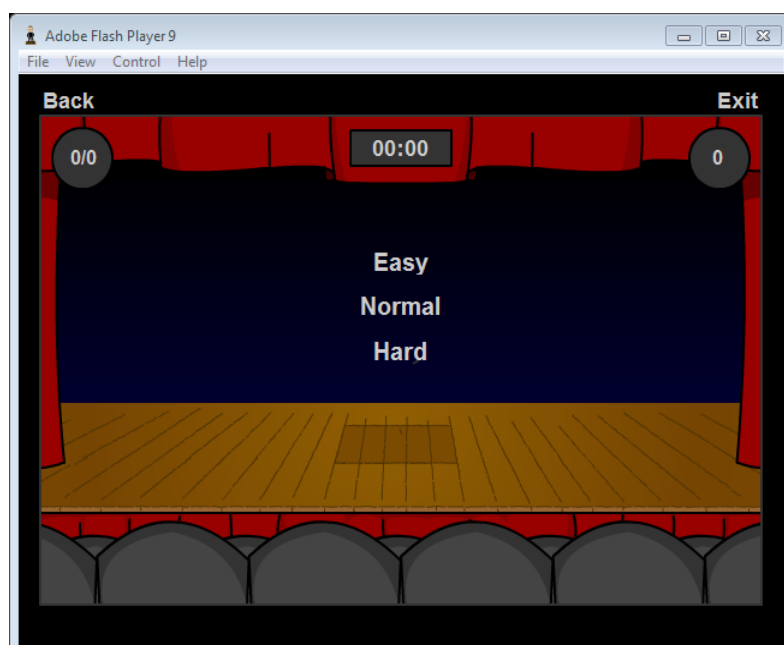 Adobe Flash Player 9
File View Control Help
Back Exit
0/0 00:00 0
Easy
Normal
Hard